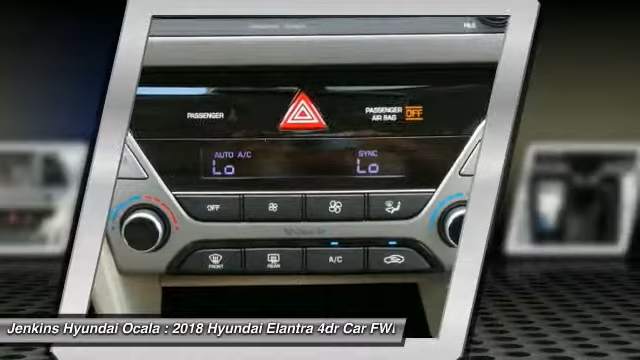 PASSENGER
PASSENGER
AIR BAG OFF
AUTO A/C SYNC
Lo Lo
OFF
FRONT REAR A/C
Jenkins Hyundai Ocala : 2018 Hyundai Elantra 4dr Car FW